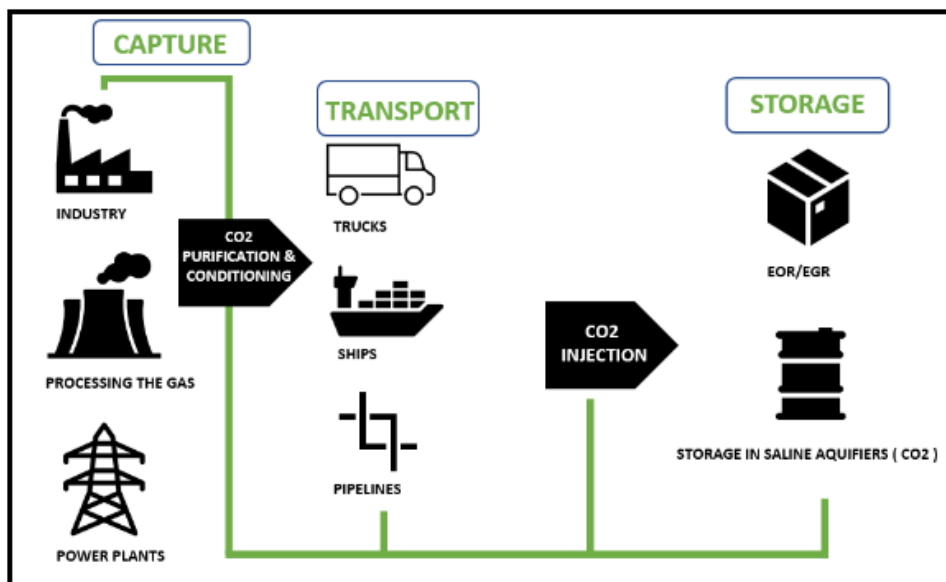 CAPTURE
INDUSTRY
PROCESSING THE GAS
POWER PLANTS
CO2
PURIFICATION &
CONDITIONING
TRANSPORT
TRUCKS
SHIPS
PIPELINES
CO2
INJECTION
STORAGE
EOR/EGR
STORAGE IN SALINE AQUIFIERS ( CO2 )